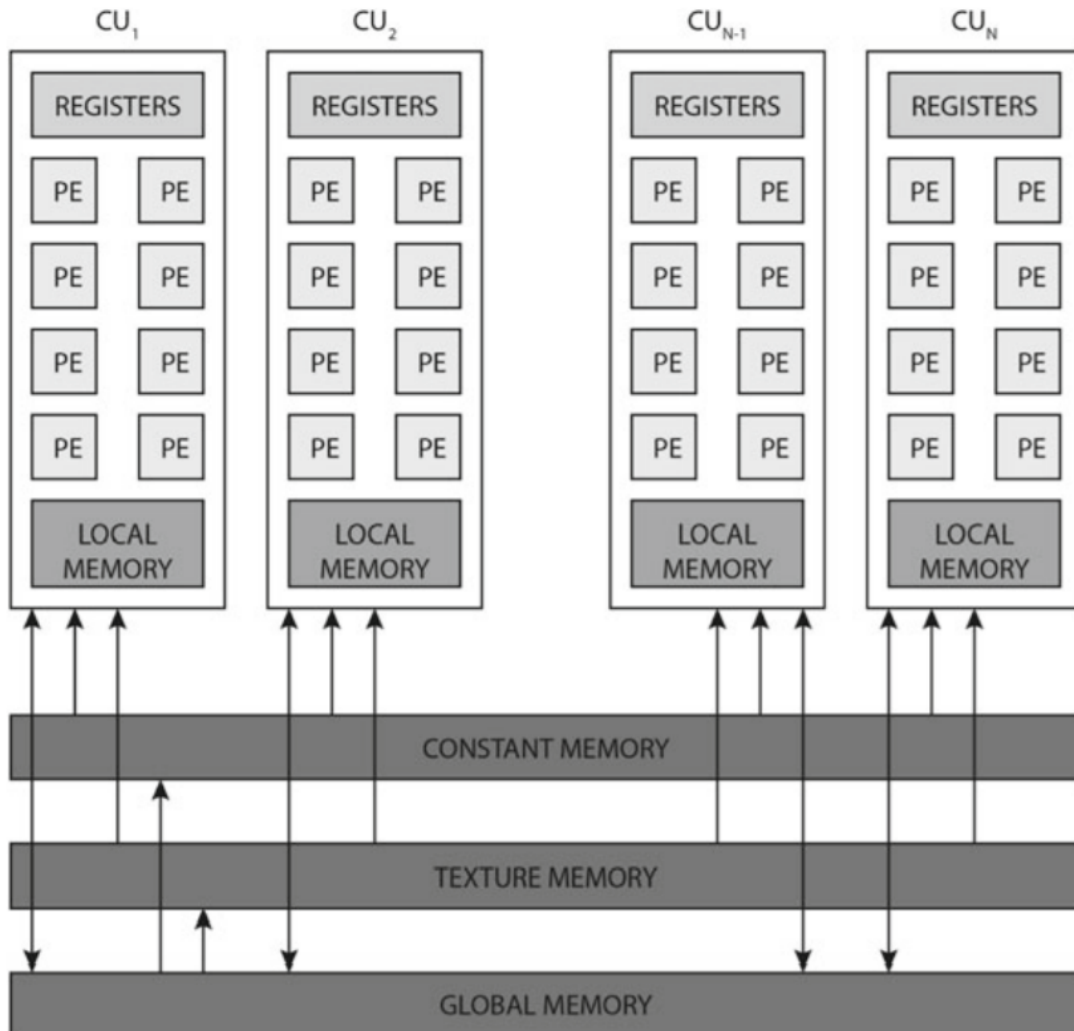 CU₁ CU₂ CU_N-1 CU_N
REGISTERS REGISTERS REGISTERS REGISTERS
PE PE PE PE PE PE PE PE
PE PE PE PE PE PE PE PE
PE PE PE PE PE PE PE PE
PE PE PE PE PE PE PE PE
LOCAL LOCAL LOCAL LOCAL
MEMORY MEMORY MEMORY MEMORY
CONSTANT MEMORY
TEXTURE MEMORY
GLOBAL MEMORY